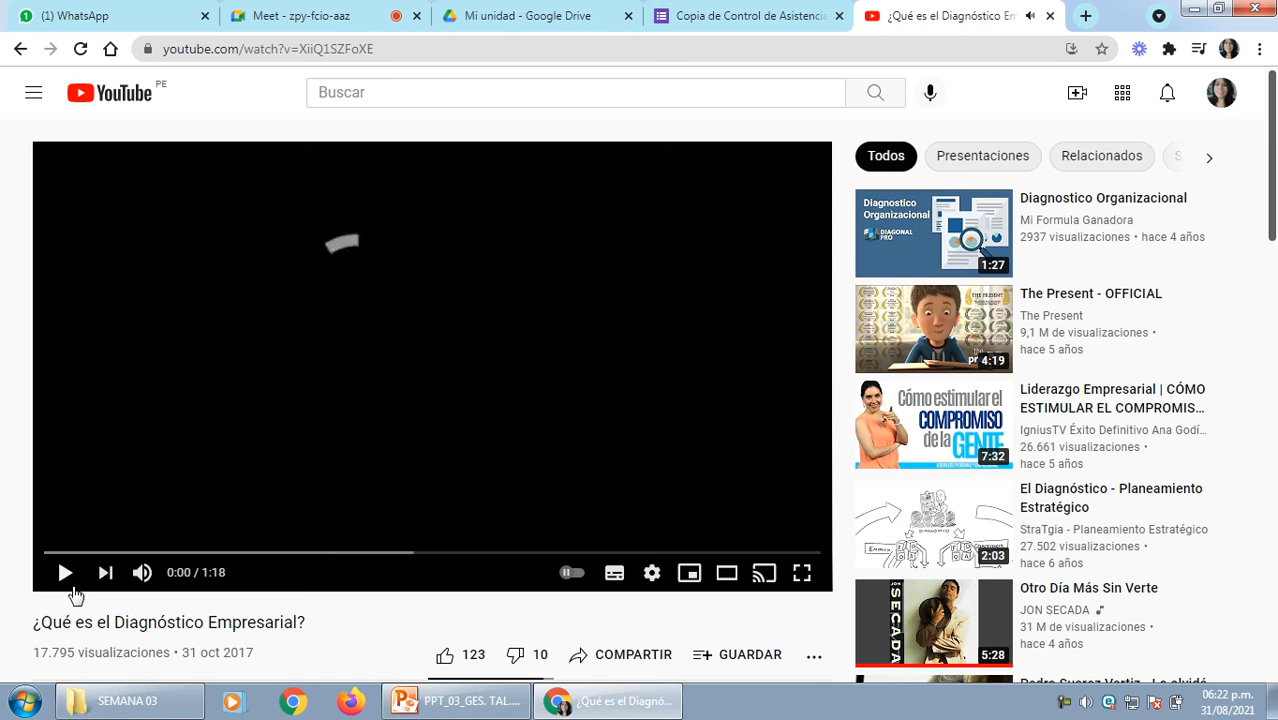 (1) WhatsApp
Meet - zpy-fcio-aaz
Mi unidad - Google Drive
Copia de Control de Asistencia
¿Qué es el Diagnóstico Em
youtube.com/watch?v=XiiQ1SZFoXE
YouTube PE
Buscar
Todos
Presentaciones
Relacionados
S
Diagnostico Organizacional
DIAGONAL PRO
1:27
Diagnostico Organizacional
Mi Formula Ganadora
2937 visualizaciones • hace 4 años
THE PRESENT
4:19
The Present - OFFICIAL
The Present
9,1 M de visualizaciones •
hace 5 años
Cómo estimular el
COMPROMISO
de la GENTE
7:32
Liderazgo Empresarial | CÓMO
ESTIMULAR EL COMPROMIS...
IgniusTV Éxito Definitivo Ana Godí...
26.661 visualizaciones •
hace 5 años
2:03
El Diagnóstico - Planeamiento
Estratégico
StraTgia - Planeamiento Estratégico
27.502 visualizaciones •
hace 6 años
JON SECADA
5:28
Otro Día Más Sin Verte
JON SECADA
31 M de visualizaciones •
hace 4 años
0:00 / 1:18
¿Qué es el Diagnóstico Empresarial?
17.795 visualizaciones • 31 oct 2017
123
10
COMPARTIR
GUARDAR
SEMANA 03
PPT_03_GES. TAL....
¿Qué es el Diagnó...
06:22 p.m.
31/08/2021